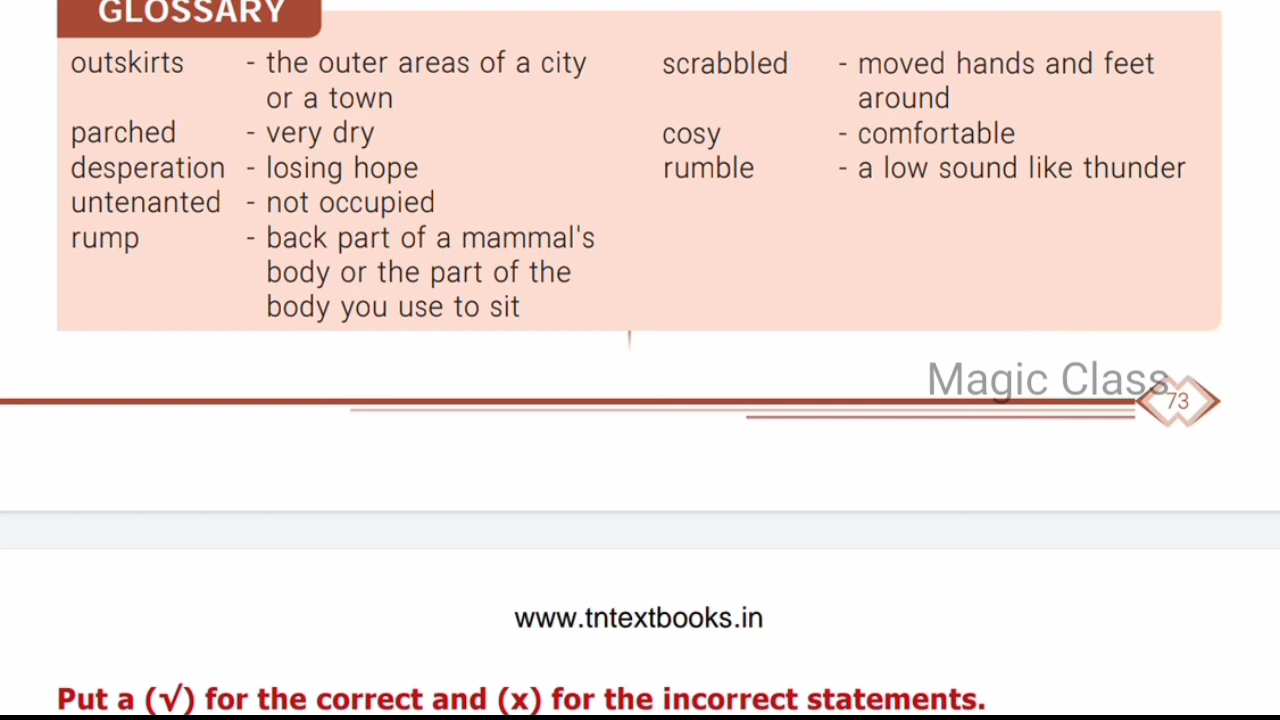 GLOSSARY
outskirts - the outer areas of a city
or a town
parched - very dry
desperation - losing hope
untenanted - not occupied
rump - back part of a mammal's
body or the part of the
body you use to sit
scrabbled - moved hands and feet
around
cosy - comfortable
rumble - a low sound like thunder
Magic Class
73
www.tntextbooks.in
Put a (√) for the correct and (x) for the incorrect statements.